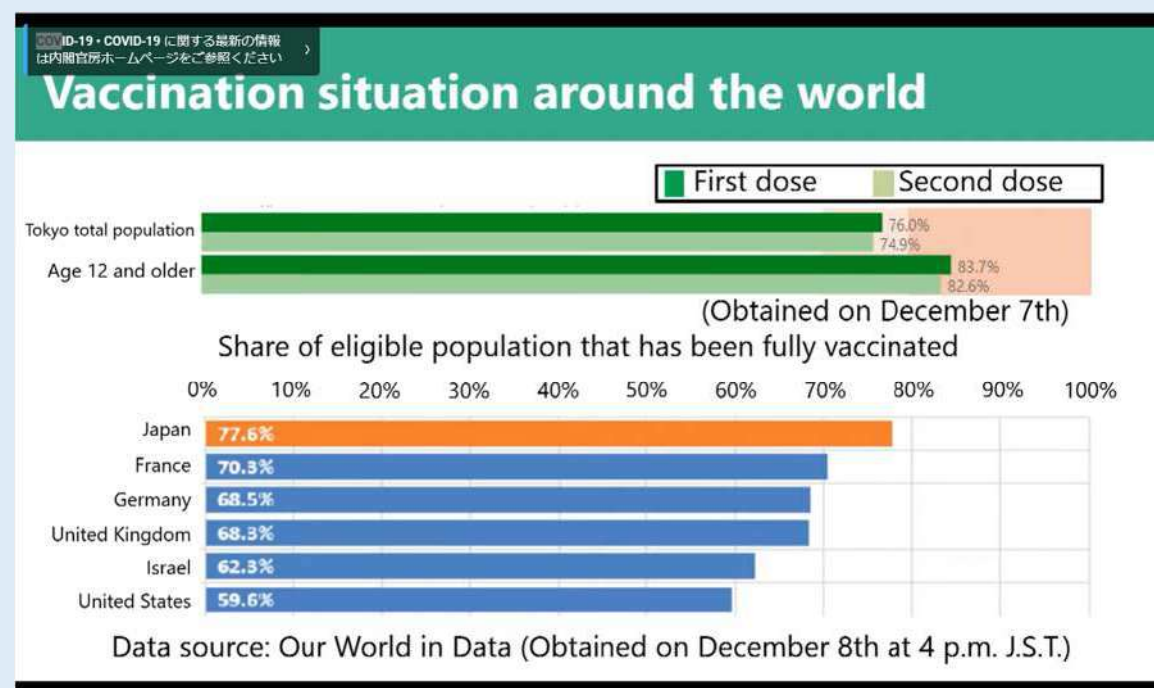 COVID-19・COVID-19 に関する最新の情報
は内閣官房ホームページをご参照ください
Vaccination situation around the world
First dose
Second dose
Tokyo total population
76.0%
74.9%
Age 12 and older
83.7%
82.6%
(Obtained on December 7th)
Share of eligible population that has been fully vaccinated
0% 10% 20% 30% 40% 50% 60% 70% 80% 90% 100%
Japan 77.6%
France 70.3%
Germany 68.5%
United Kingdom 68.3%
Israel 62.3%
United States 59.6%
Data source: Our World in Data (Obtained on December 8th at 4 p.m. J.S.T.)